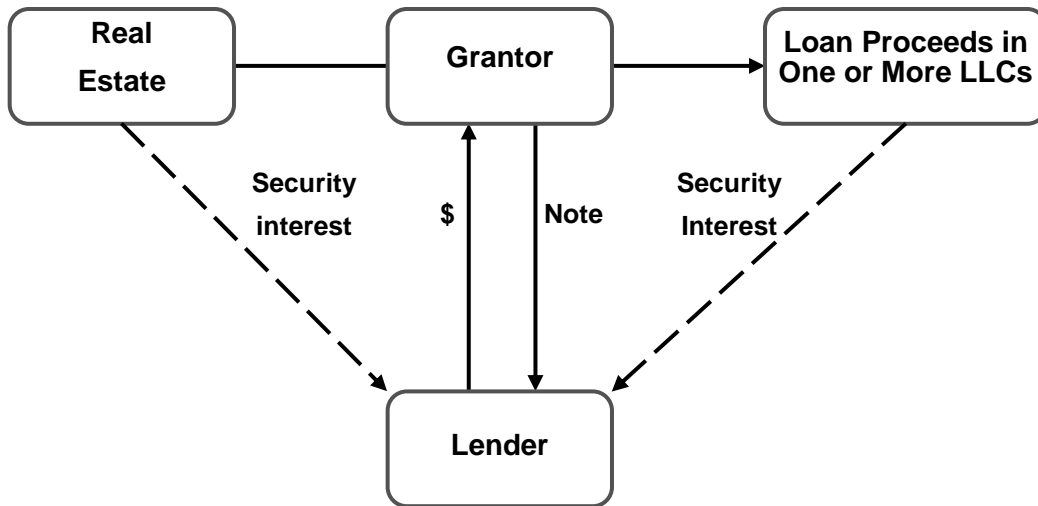 Real
Estate
Grantor
Loan Proceeds in
One or More LLCs
Security
interest
$
Note
Security
Interest
Lender